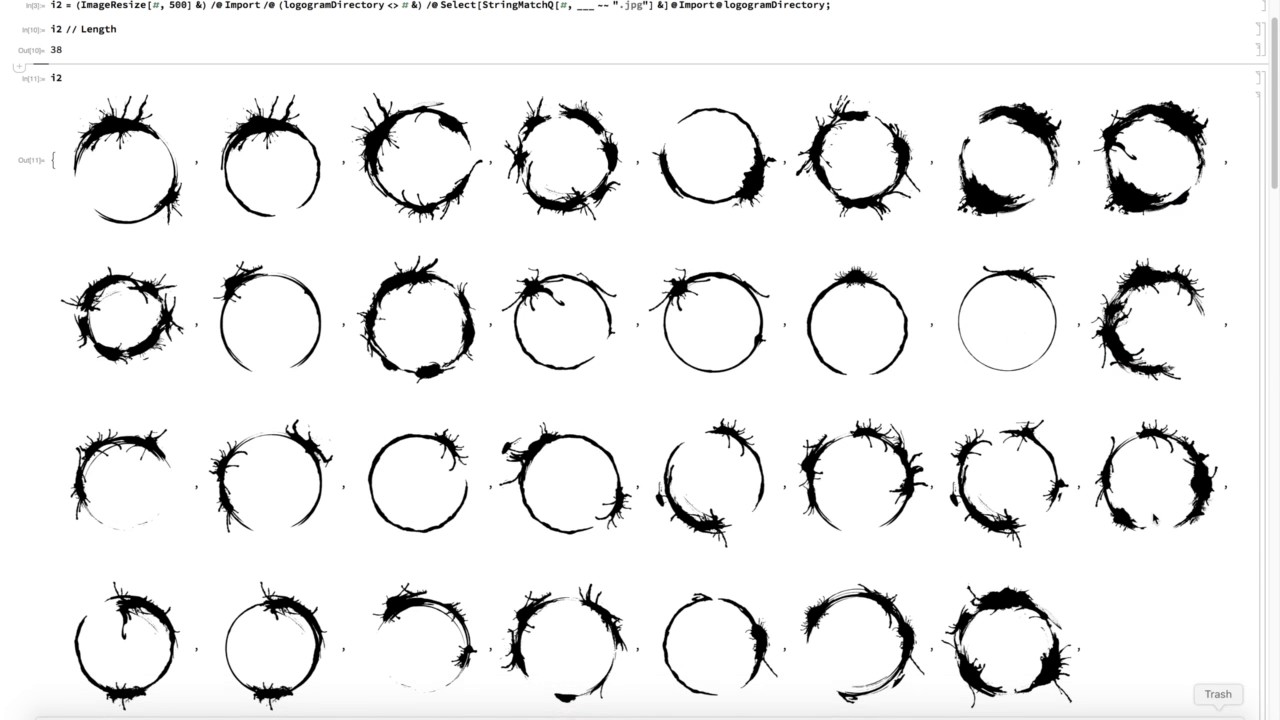 In[3]:= i2 = (ImageResize[#, 500] &) /@ Import /@ (logogramDirectory <> # &) /@ Select[StringMatchQ[#, ___ ~~ ".jpg"] &]@Import@logogramDirectory;
In[10]:= i2 // Length
Out[10]= 38
In[11]:= i2
Out[11]= { , , , , , , , ,
, , , , , , , ,
, , , , , , , ,
, , , , , , ,
Trash